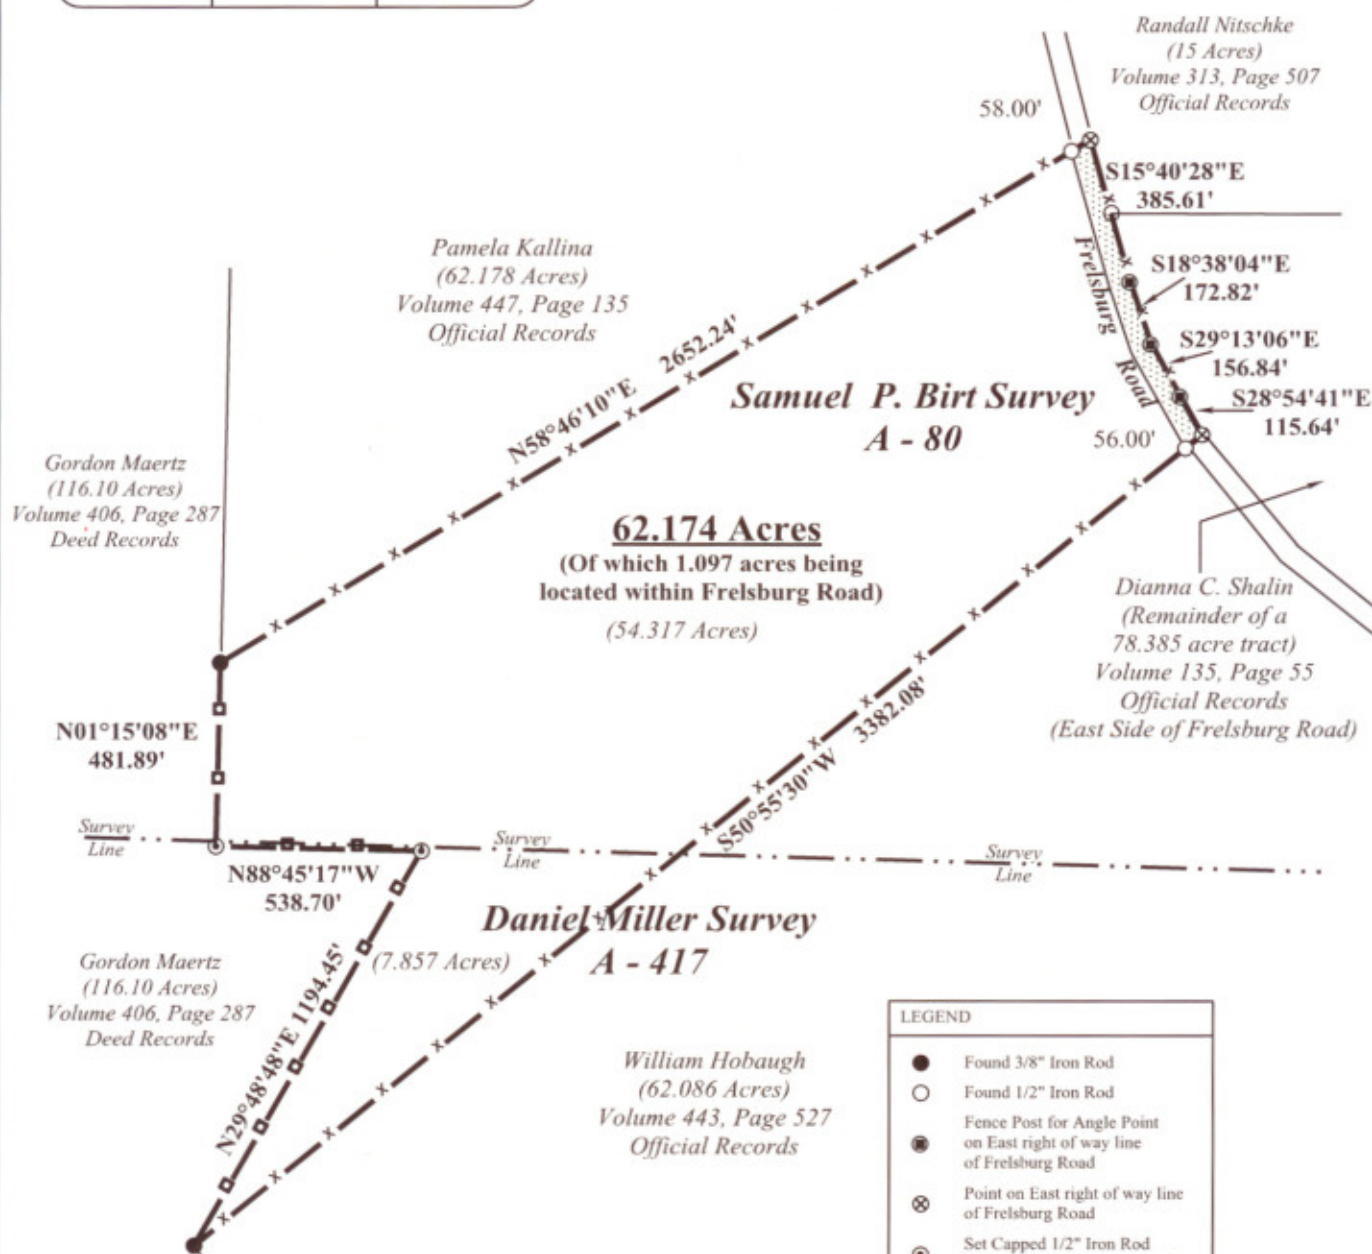 Randall Nitschke
(15 Acres)
Volume 313, Page 507
Official Records
58.00'
S15°40'28"E
385.61'
Pamela Kallina
(62.178 Acres)
Volume 447, Page 135
Official Records
Frelsburg
Road
S18°38'04"E
172.82'
S29°13'06"E
156.84'
S28°54'41"E
115.64'
N58°46'10"E 2652.24'
Samuel P. Birt Survey
A - 80
56.00'
Gordon Maertz
(116.10 Acres)
Volume 406, Page 287
Deed Records
62.174 Acres
(Of which 1.097 acres being
located within Frelsburg Road)
(54.317 Acres)
Dianna C. Shalin
(Remainder of a
78.385 acre tract)
Volume 135, Page 55
Official Records
(East Side of Frelsburg Road)
N01°15'08"E
481.89'
S50°55'30"W 3382.08'
Survey
Line
Survey
Line
Survey
Line
N88°45'17"W
538.70'
Daniel Miller Survey
A - 417
(7.857 Acres)
N29°48'48"E 1194.45'
Gordon Maertz
(116.10 Acres)
Volume 406, Page 287
Deed Records
William Hobaugh
(62.086 Acres)
Volume 443, Page 527
Official Records
LEGEND
Found 3/8" Iron Rod
Found 1/2" Iron Rod
Fence Post for Angle Point
on East right of way line
of Frelsburg Road
Point on East right of way line
of Frelsburg Road
Set Capped 1/2" Iron Rod